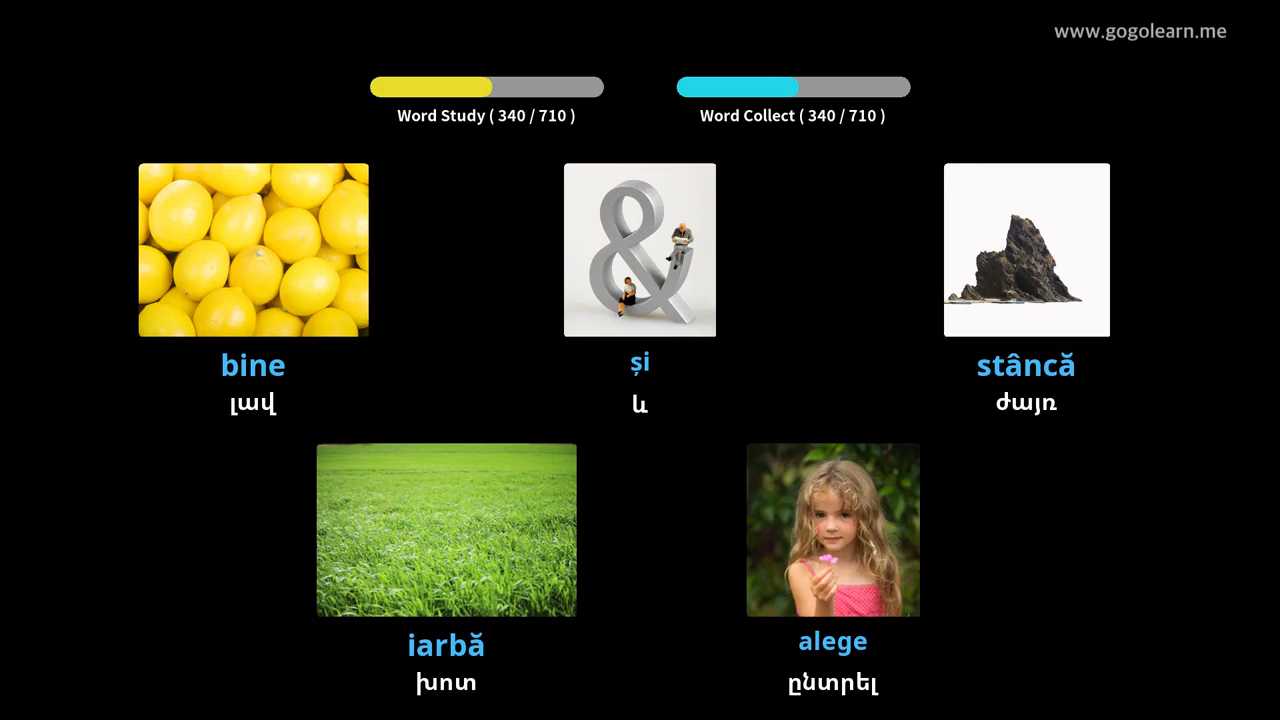 www.gogolearn.me
Word Study ( 340 / 710 )
Word Collect ( 340 / 710 )
bine
și
stâncă
լավ
և
ժայռ
iarbă
alege
խոտ
ընտրել